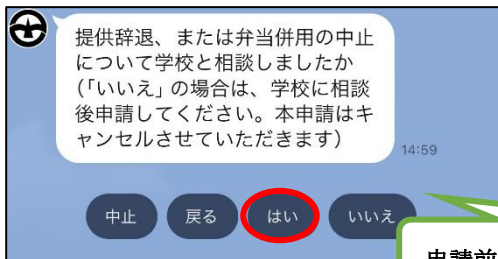 提供辞退、または弁当併用の中止
について学校と相談しましたか
(「いいえ」の場合は、学校に相談
後申請してください。本申請はキ
ャンセルさせていただきます)
14:59
中止 戻る はい いいえ
申請前